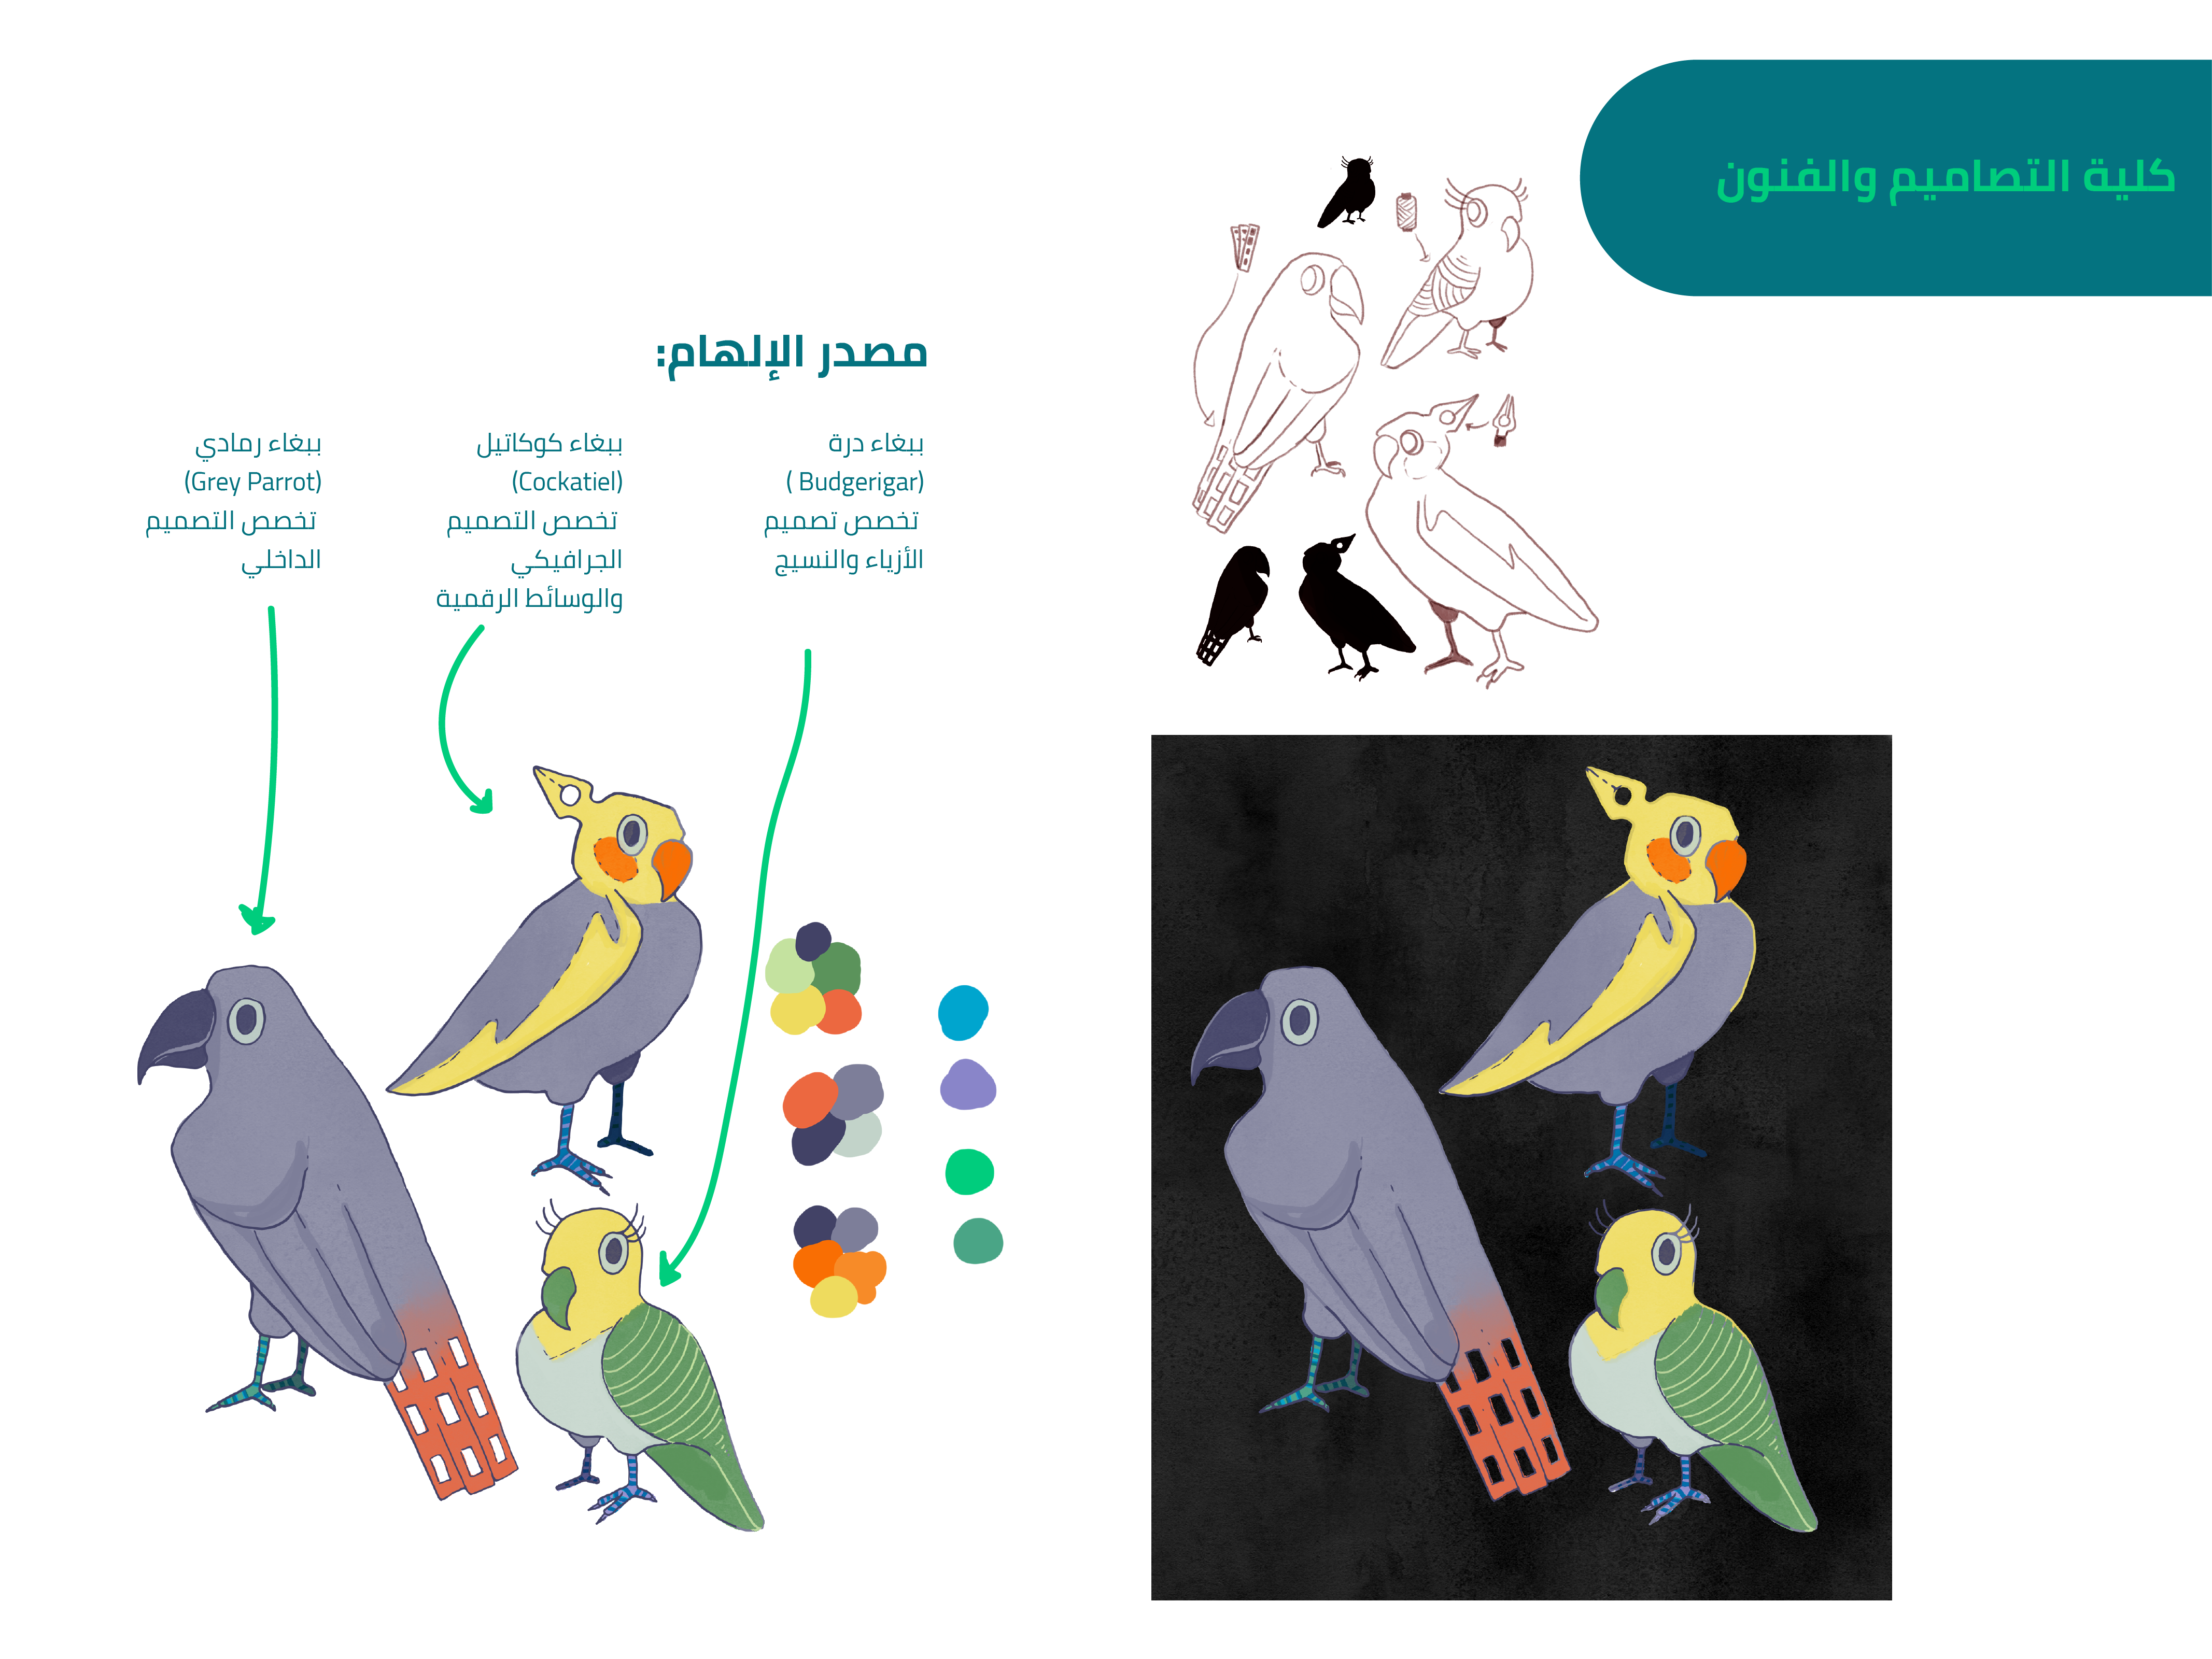 كلية التصاميم والفنون
مصدر الإلهام:
ببغاء درة
( Budgerigar)
تخصص تصميم
الأزياء والنسيج
ببغاء كوكاتيل
(Cockatiel)
تخصص التصميم
الجرافيكي
والوسائط الرقمية
ببغاء رمادي
(Grey Parrot)
تخصص التصميم
الداخلي